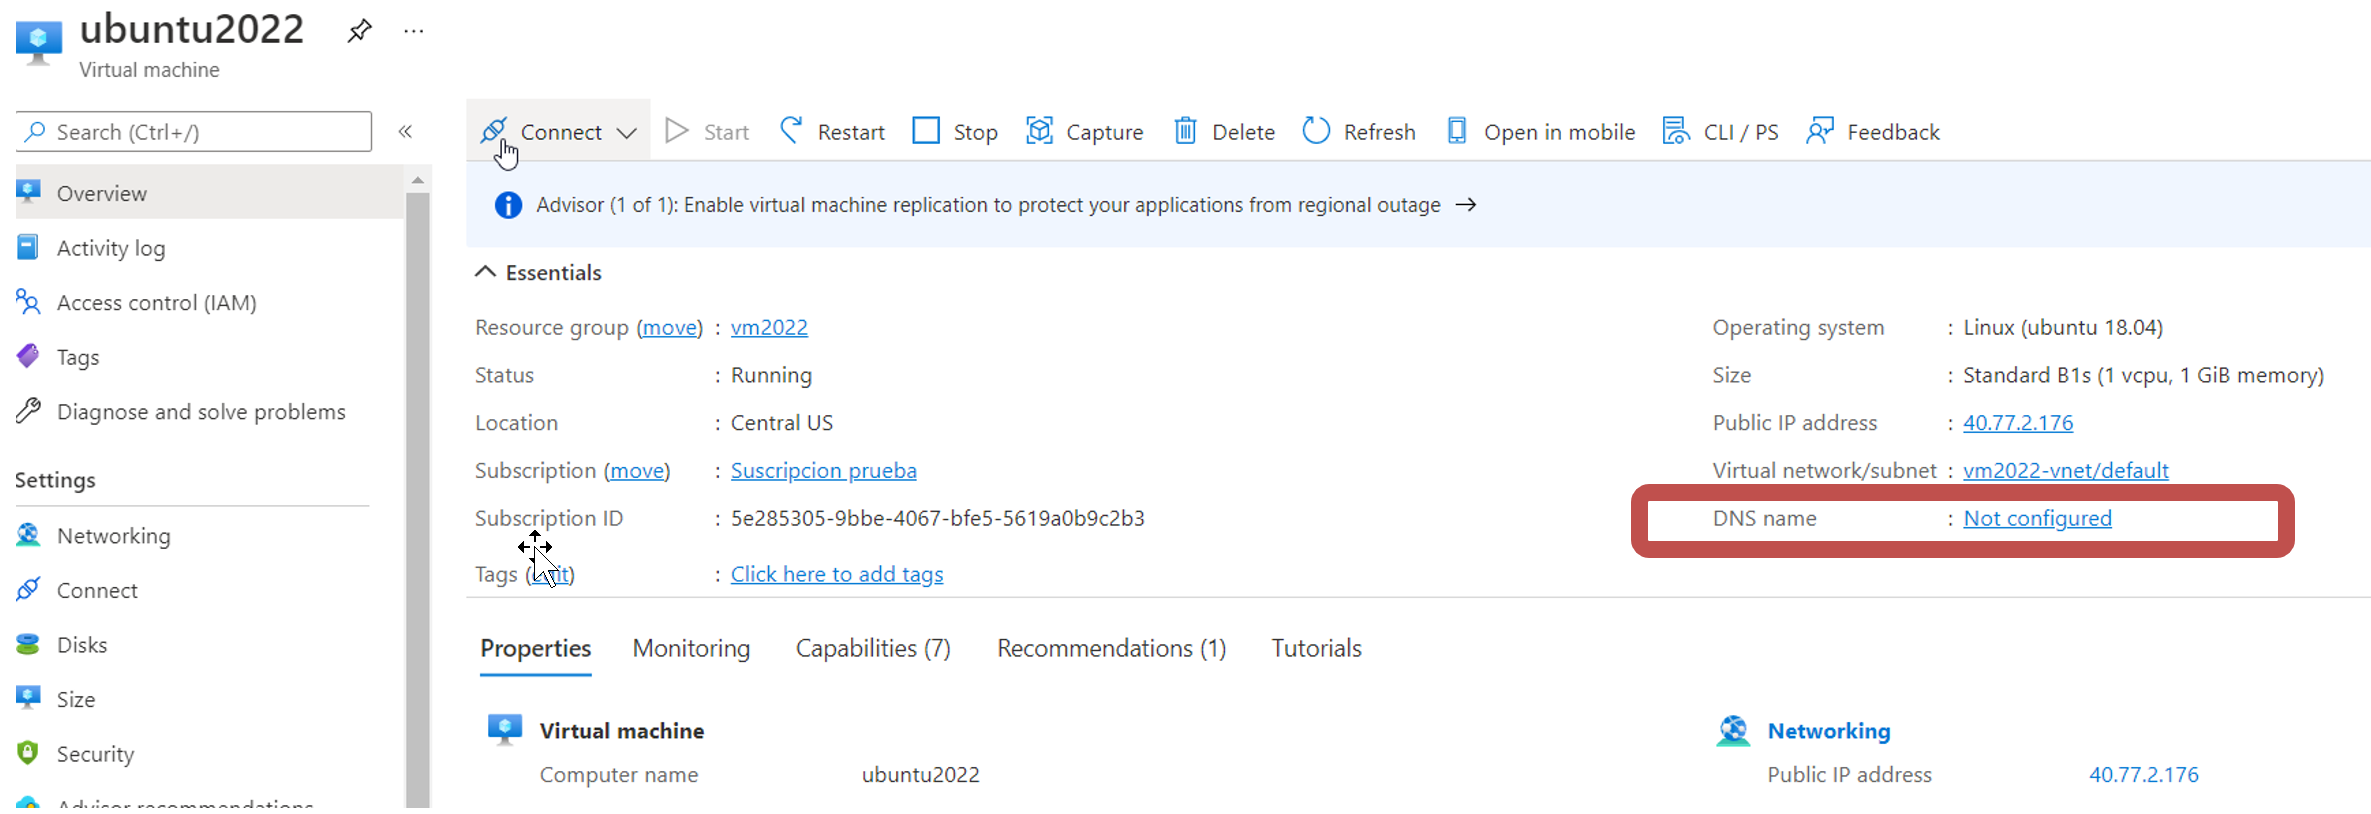 ubuntu2022 ...
Virtual machine
Search (Ctrl+/) «
Overview
Activity log
Access control (IAM)
Tags
Diagnose and solve problems
Settings
Networking
Connect
Disks
Size
Security
Advisor recommendations
Connect Start Restart Stop Capture Delete Refresh Open in mobile CLI / PS Feedback
Advisor (1 of 1): Enable virtual machine replication to protect your applications from regional outage →
Essentials
Resource group (move) : vm2022
Status : Running
Location : Central US
Subscription (move) : Suscripcion prueba
Subscription ID : 5e285305-9bbe-4067-bfe5-5619a0b9c2b3
Tags (edit) : Click here to add tags
Operating system : Linux (ubuntu 18.04)
Size : Standard B1s (1 vcpu, 1 GiB memory)
Public IP address : 40.77.2.176
Virtual network/subnet : vm2022-vnet/default
DNS name : Not configured
Properties Monitoring Capabilities (7) Recommendations (1) Tutorials
Virtual machine
Computer name ubuntu2022
Networking
Public IP address 40.77.2.176